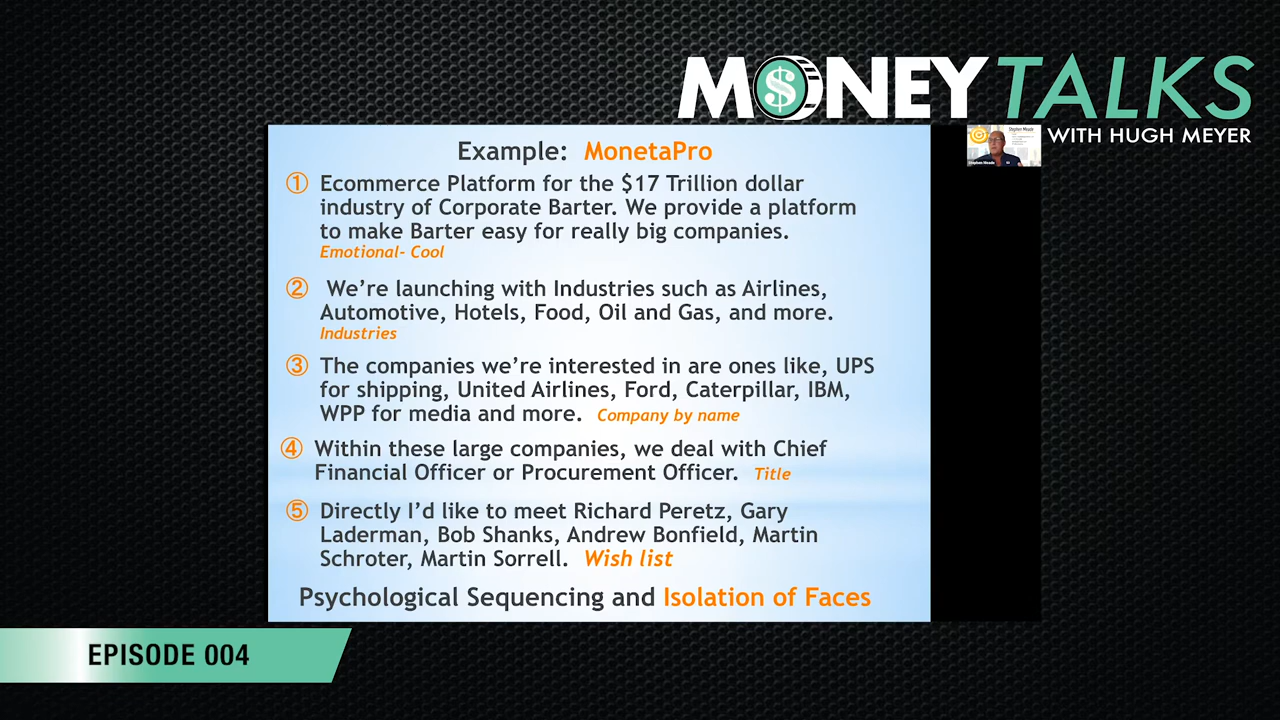 MONEYTALKS
WITH HUGH MEYER
Stephen Meade
Stephen Meade
Example: MonetaPro
① Ecommerce Platform for the $17 Trillion dollar
industry of Corporate Barter. We provide a platform
to make Barter easy for really big companies.
Emotional- Cool
② We’re launching with Industries such as Airlines,
Automotive, Hotels, Food, Oil and Gas, and more.
Industries
③ The companies we’re interested in are ones like, UPS
for shipping, United Airlines, Ford, Caterpillar, IBM,
WPP for media and more. Company by name
④ Within these large companies, we deal with Chief
Financial Officer or Procurement Officer. Title
⑤ Directly I’d like to meet Richard Peretz, Gary
Laderman, Bob Shanks, Andrew Bonfield, Martin
Schroter, Martin Sorrell. Wish list
Psychological Sequencing and Isolation of Faces
EPISODE 004